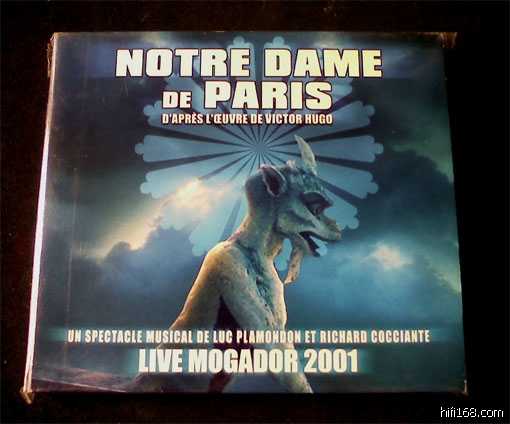 NOTRE DAME
DE PARIS
D'APRÈS L'ŒUVRE DE VICTOR HUGO
UN SPECTACLE MUSICAL DE LUC PLAMONDON ET RICHARD COCCIANTE
LIVE MOGADOR 2001
hifi168.com